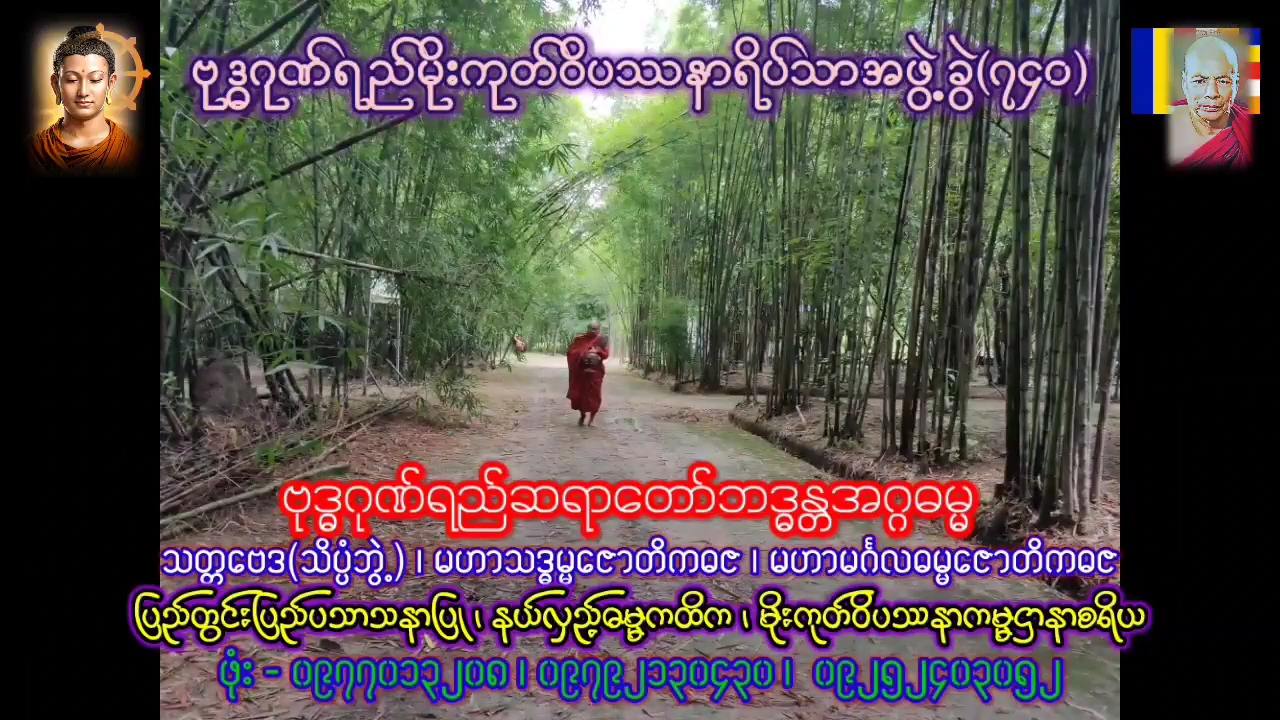 ဗုဒ္ဓဂုဏ်ရည်မိုးကုတ်ဝိပဿနာရိပ်သာအဖွဲ့ခွဲ(၇၄၀)
ဗုဒ္ဓဂုဏ်ရည်ဆရာတော်ဘဒ္ဒန္တအဂ္ဂဓမ္မ
သတ္တဗေဒ(သိပ္ပံဘွဲ့) ၊ မဟာသဒ္ဓမ္မဇောတိကဓဇ ၊ မဟာမင်္ဂလဓမ္မဇောတိကဓဇ
ပြည်တွင်းပြည်ပသာသနာပြု ၊ နယ်လှည့်ဓမ္မကထိက ၊ မိုးကုတ်ဝိပဿနာကမ္မဋ္ဌာနာစရိယ
ဖုံး - ၀၉၇၇၀၁၃၂၀၈ ၊ ၀၉၇၉၂၁၃၀၄၃၀ ၊ ၀၉၂၅၂၄၀၃၀၅၂